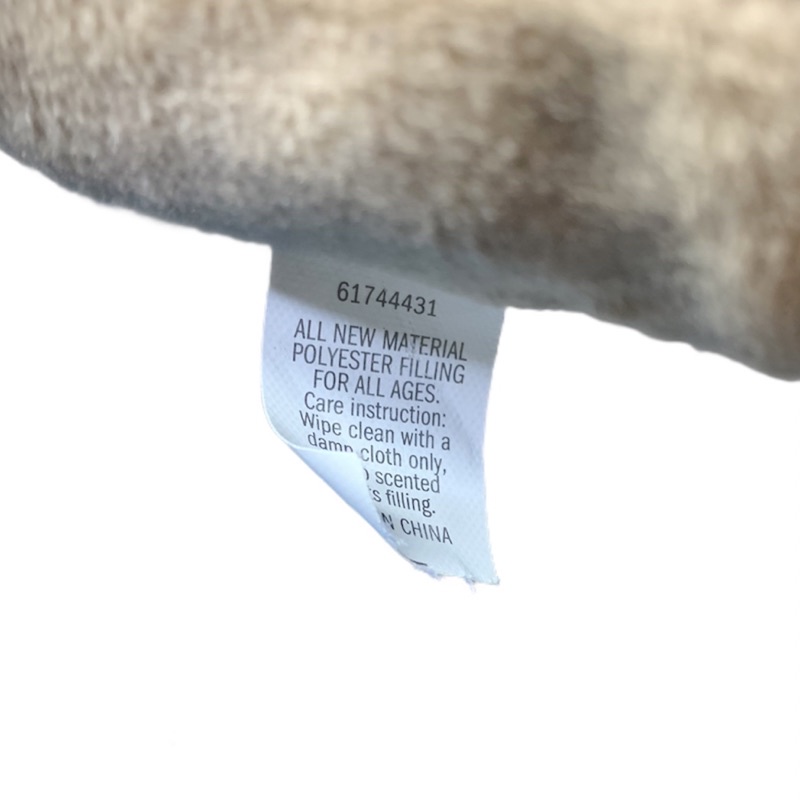 61744431
ALL NEW MATERIAL
POLYESTER FILLING
FOR ALL AGES.
Care instruction:
Wipe clean with a
damp cloth only,
scented
filling.
CHINA